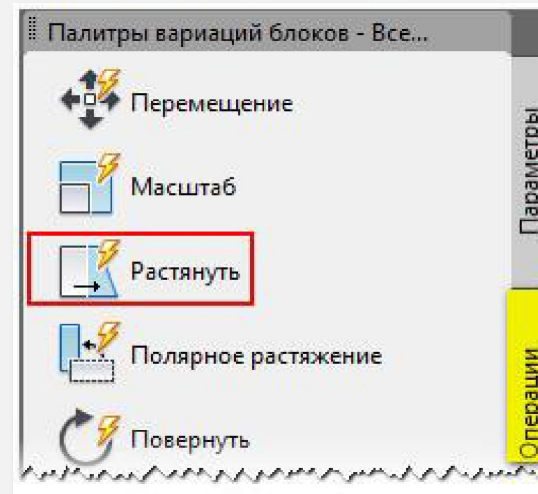 Палитры вариаций блоков - Все...
Перемещение
Масштаб
Растянуть
Полярное растяжение
Повернуть
Параметры
Операции